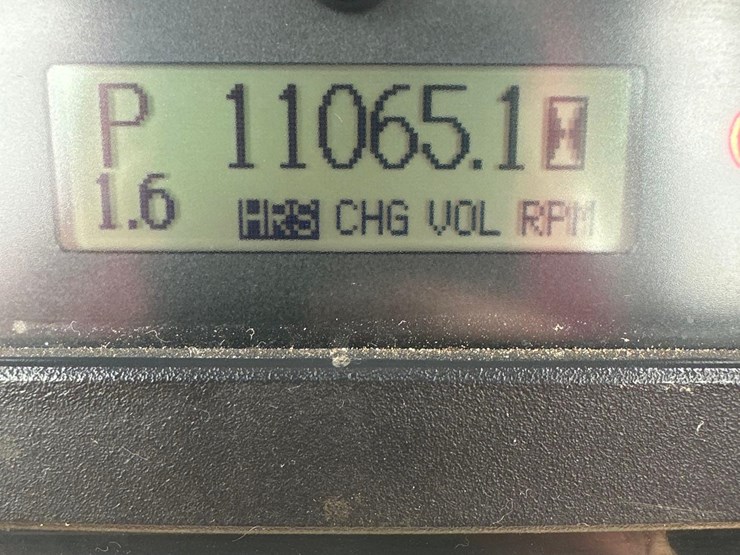 P 11065.1
1.6 HRS CHG VOL RPM